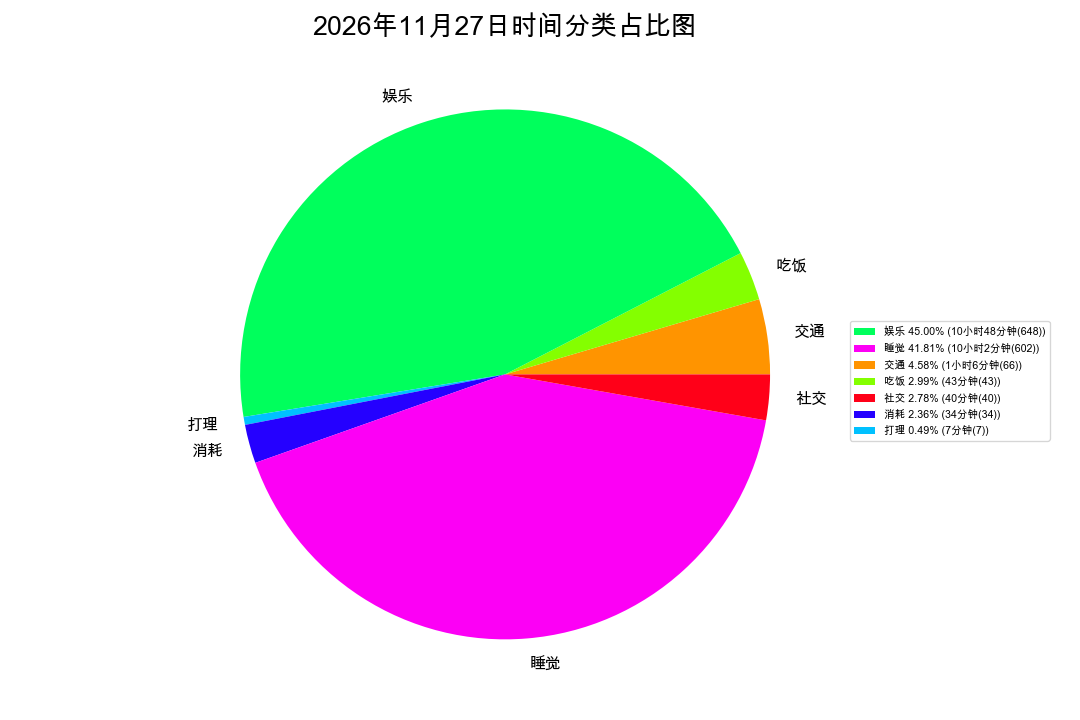 2026年11月27日时间分类占比图
娱乐
吃饭
交通
社交
打理
消耗
睡觉
娱乐 45.00% (10小时48分钟(648))
睡觉 41.81% (10小时2分钟(602))
交通 4.58% (1小时6分钟(66))
吃饭 2.99% (43分钟(43))
社交 2.78% (40分钟(40))
消耗 2.36% (34分钟(34))
打理 0.49% (7分钟(7))